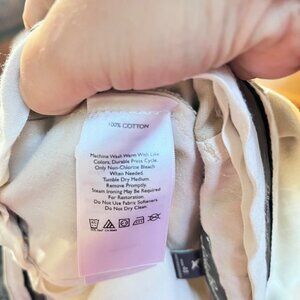 100% COTTON
Machine Wash Warm With Like
Colors, Durable Press Cycle.
Only Non-Chlorine Bleach
When Needed.
Tumble Dry Medium.
Remove Promptly.
Steam Ironing May Be Required
For Restoration.
Do Not Use Fabric Softeners
Do Not Dry Clean.